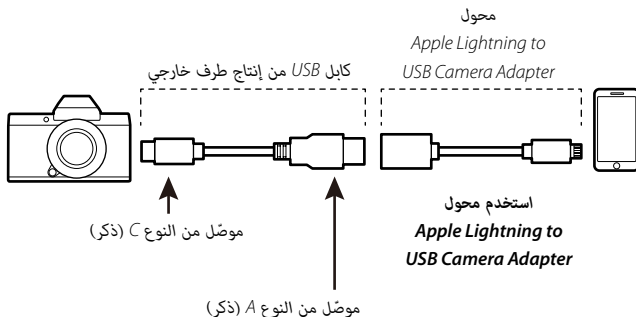 محول
Apple Lightning to
USB Camera Adapter
كابل USB من إنتاج طرف خارجي
استخدم محول
Apple Lightning to
USB Camera Adapter
موصّل من النوع C (ذكر)
موصّل من النوع A (ذكر)